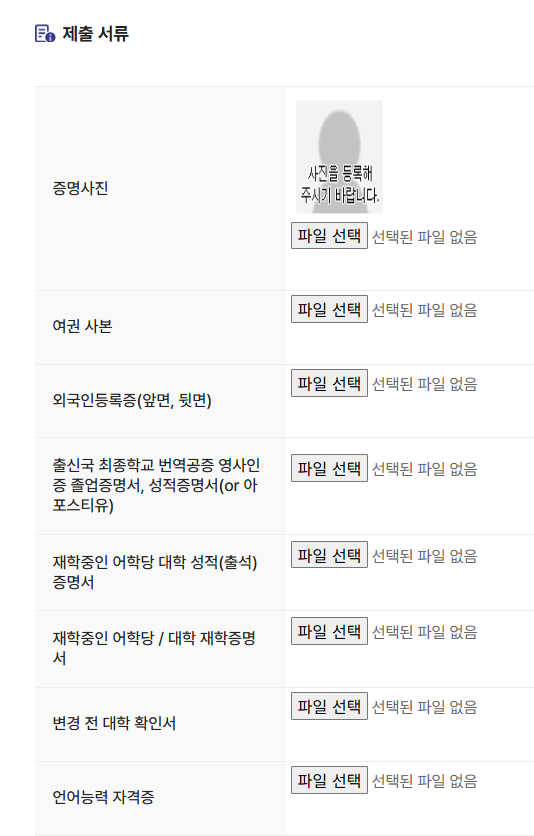 제출 서류
사진을 등록해
주시기 바랍니다.
증명사진
파일 선택 선택된 파일 없음
여권 사본
파일 선택 선택된 파일 없음
외국인등록증(앞면, 뒷면)
파일 선택 선택된 파일 없음
출신국 최종학교 번역공증 영사인
증 졸업증명서, 성적증명서(or 아
포스티유)
파일 선택 선택된 파일 없음
재학중인 어학당 대학 성적(출석)
증명서
파일 선택 선택된 파일 없음
재학중인 어학당 / 대학 재학증명
서
파일 선택 선택된 파일 없음
변경 전 대학 확인서
파일 선택 선택된 파일 없음
언어능력 자격증
파일 선택 선택된 파일 없음